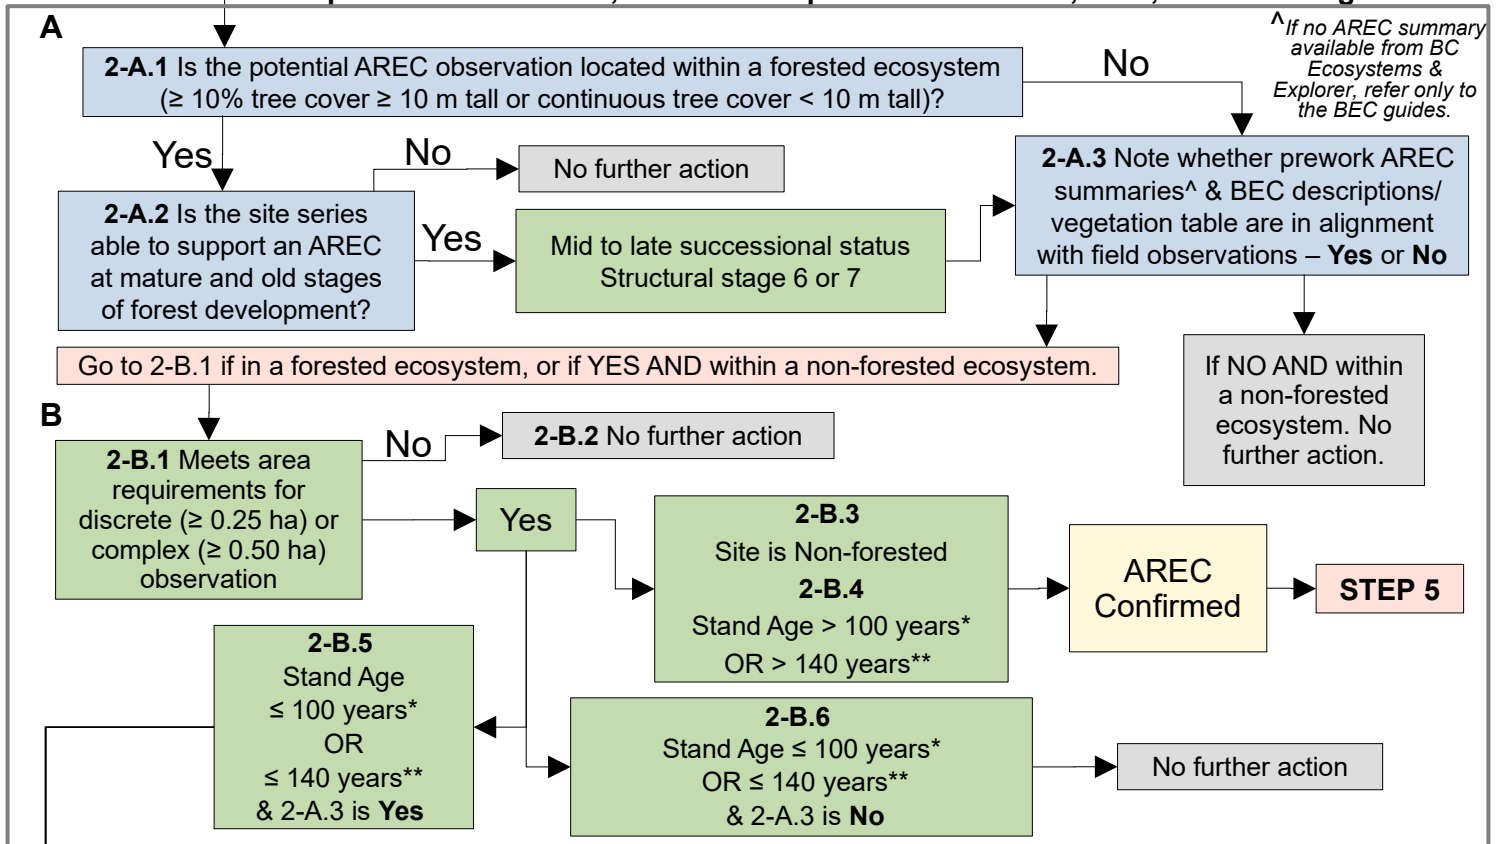 A
2-A.1 Is the potential AREC observation located within a forested ecosystem
(≥ 10% tree cover ≥ 10 m tall or continuous tree cover < 10 m tall)?
No
^If no AREC summary
available from BC
Ecosystems &
Explorer, refer only to
the BEC guides.
Yes
No
No further action
2-A.2 Is the site series
able to support an AREC
at mature and old stages
of forest development?
Yes
Mid to late successional status
Structural stage 6 or 7
2-A.3 Note whether prework AREC
summaries^ & BEC descriptions/
vegetation table are in alignment
with field observations – Yes or No
Go to 2-B.1 if in a forested ecosystem, or if YES AND within a non-forested ecosystem.
If NO AND within
a non-forested
ecosystem. No
further action.
B
2-B.1 Meets area
requirements for
discrete (≥ 0.25 ha) or
complex (≥ 0.50 ha)
observation
No
2-B.2 No further action
Yes
2-B.3
Site is Non-forested
2-B.4
Stand Age > 100 years*
OR > 140 years**
AREC
Confirmed
STEP 5
2-B.5
Stand Age
≤ 100 years*
OR
≤ 140 years**
& 2-A.3 is Yes
2-B.6
Stand Age ≤ 100 years*
OR ≤ 140 years**
& 2-A.3 is No
No further action